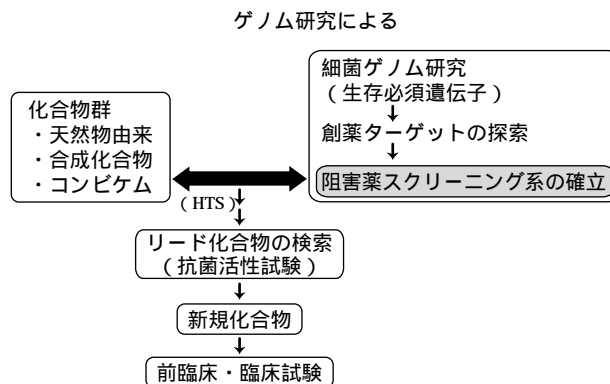 ゲノム研究による
化合物群
・天然物由来
・合成化合物
・コンビケム
細菌ゲノム研究
（生存必須遺伝子）
創薬ターゲットの探索
阻害薬スクリーニング系の確立
（HTS）
リード化合物の検索
（抗菌活性試験）
新規化合物
前臨床・臨床試験